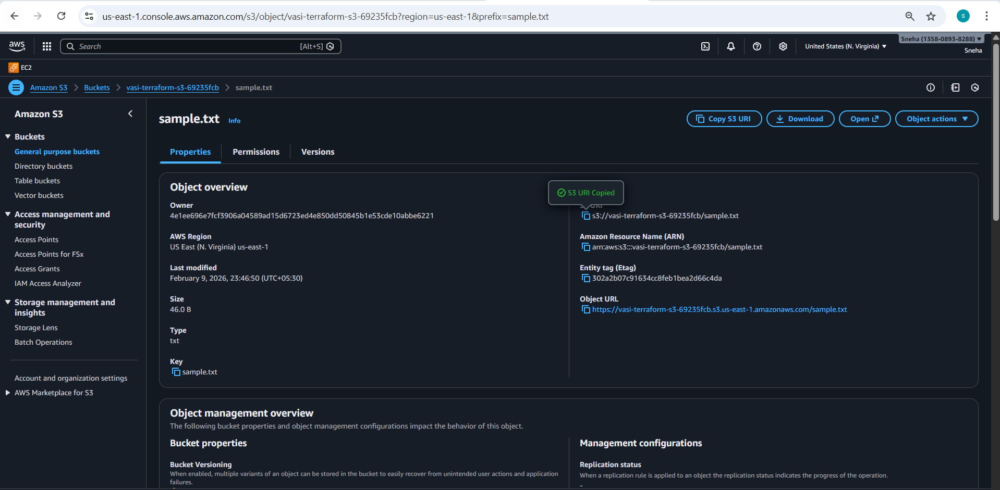 us-east-1.console.aws.amazon.com/s3/object/vasi-terraform-s3-69235fcb?region=us-east-1&prefix=sample.txt
S
aws
Search
[Alt+S]
United States (N. Virginia)
Sneha (1358-0893-8288)
Sneha
EC2
Amazon S3
Buckets
vasi-terraform-s3-69235fcb
sample.txt
Amazon S3
Buckets
General purpose buckets
Directory buckets
Table buckets
Vector buckets
Access management and
security
Access Points
Access Points for FSx
Access Grants
IAM Access Analyzer
Storage management and
insights
Storage Lens
Batch Operations
Account and organization settings
AWS Marketplace for S3
sample.txt
Info
Copy S3 URI
Download
Open
Object actions
Properties
Permissions
Versions
Object overview
Owner
4e1ee696e7fcf3906a04589ad15d6723ed4e850dd50845b1e53cde10abbe6221
AWS Region
US East (N. Virginia) us-east-1
Last modified
February 9, 2026, 23:46:50 (UTC+05:30)
Size
46.0 B
Type
txt
Key
sample.txt
S3 URI Copied
s3://vasi-terraform-s3-69235fcb/sample.txt
Amazon Resource Name (ARN)
arn:aws:s3:::vasi-terraform-s3-69235fcb/sample.txt
Entity tag (Etag)
302a2b07c91634cc8feb1bea2d66c4da
Object URL
https://vasi-terraform-s3-69235fcb.s3.us-east-1.amazonaws.com/sample.txt
Object management overview
The following bucket properties and object management configurations impact the behavior of this object.
Bucket properties
Bucket Versioning
When enabled, multiple variants of an object can be stored in the bucket to easily recover from unintended user actions and application
failures.
Management configurations
Replication status
When a replication rule is applied to an object the replication status indicates the progress of the operation.
-